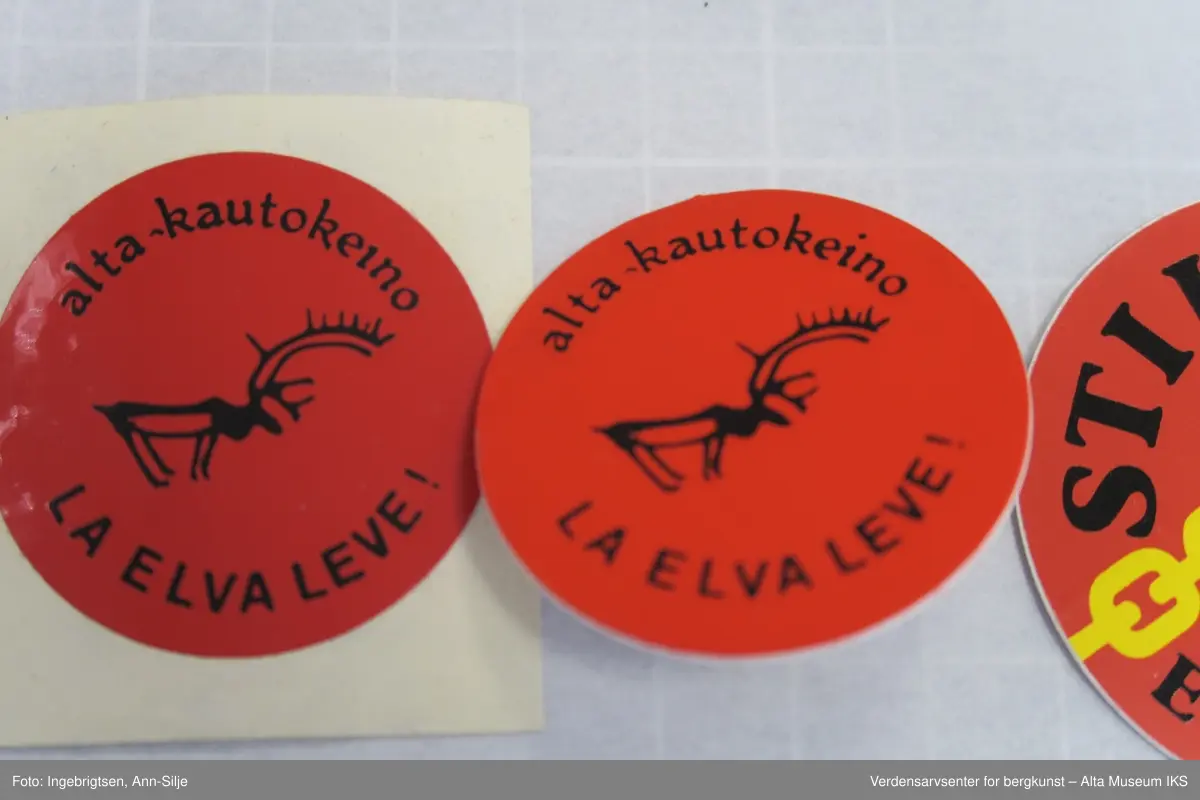 alta-kautokeino
LA ELVA LEVE!
alta-kautokeino
LA ELVA LEVE!
STI
E
Foto: Ingebrigtsen, Ann-Silje
Verdensarvsenter for bergkunst – Alta Museum IKS